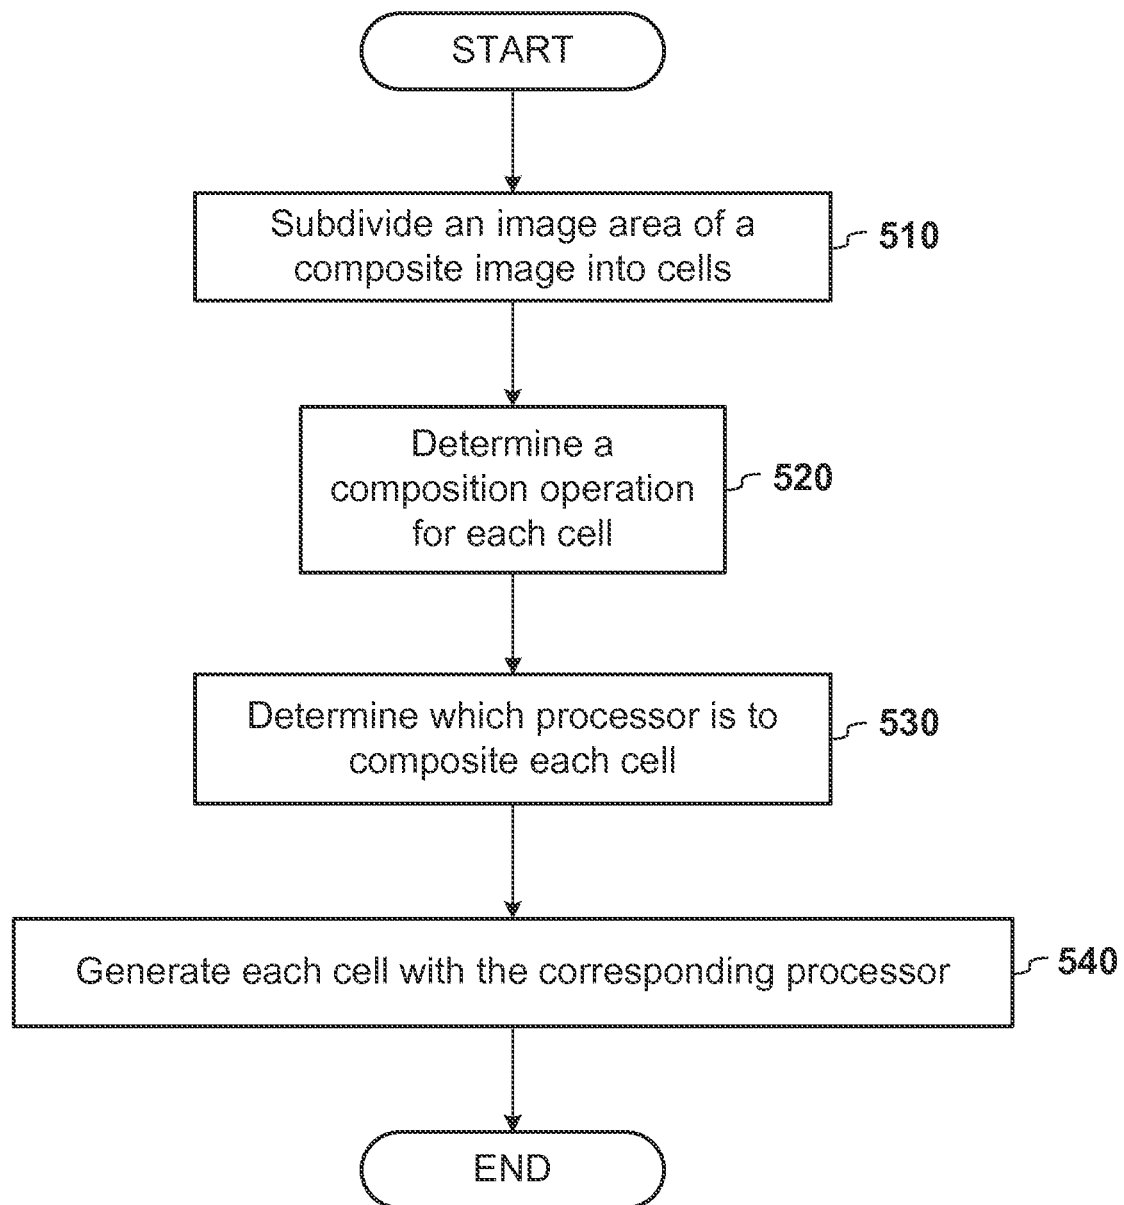 START
Subdivide an image area of a
composite image into cells
510
Determine a
composition operation
for each cell
520
Determine which processor is to
composite each cell
530
Generate each cell with the corresponding processor
540
END